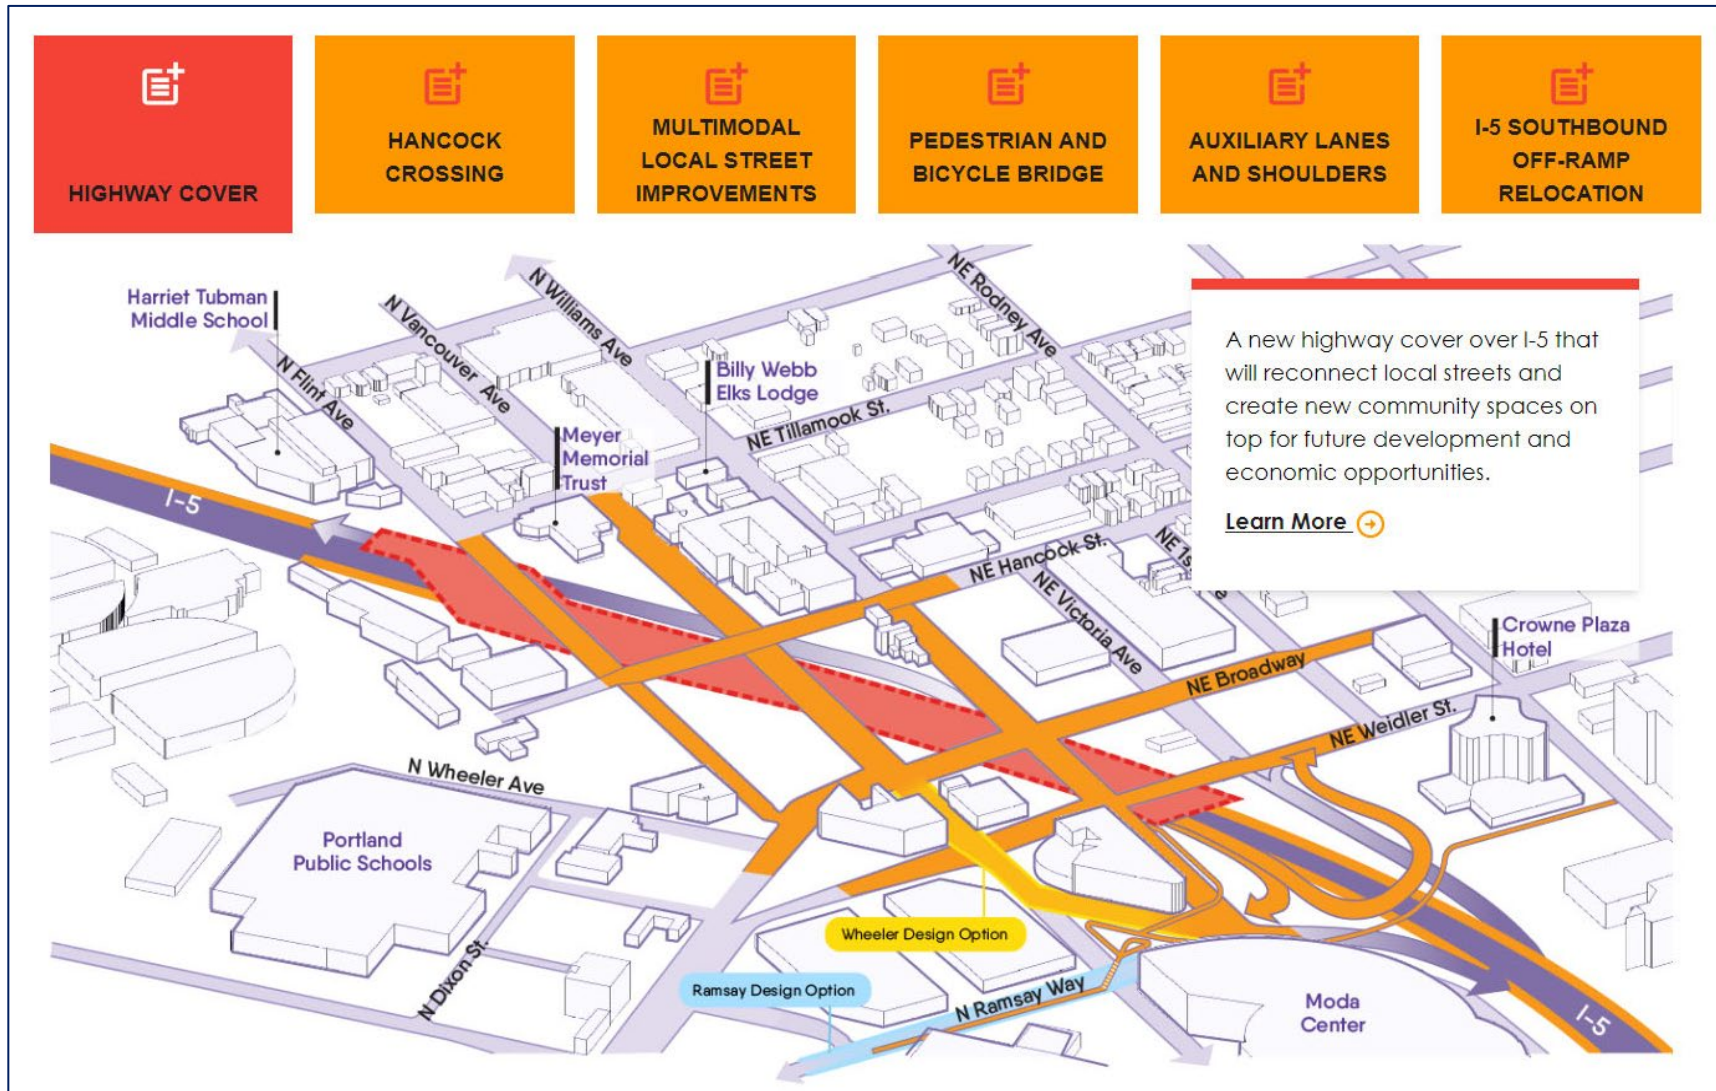 HIGHWAY COVER
HANCOCK
CROSSING
MULTIMODAL
LOCAL STREET
IMPROVEMENTS
PEDESTRIAN AND
BICYCLE BRIDGE
AUXILIARY LANES
AND SHOULDERS
I-5 SOUTHBOUND
OFF-RAMP
RELOCATION
Harriet Tubman
Middle School
N Flint Ave
N Vancouver Ave
N Williams Ave
NE Rodney Ave
Billy Webb
Elks Lodge
NE Tillamook St.
Meyer
Memorial
Trust
A new highway cover over I-5 that
will reconnect local streets and
create new community spaces on
top for future development and
economic opportunities.
Learn More
I-5
NE Hancock St.
NE Victoria Ave
NE 1s
Crowne Plaza
Hotel
NE Broadway
NE Weidler St.
N Wheeler Ave
Portland
Public Schools
N Dixon St.
Wheeler Design Option
Ramsay Design Option
N Ramsay Way
Moda
Center
I-5